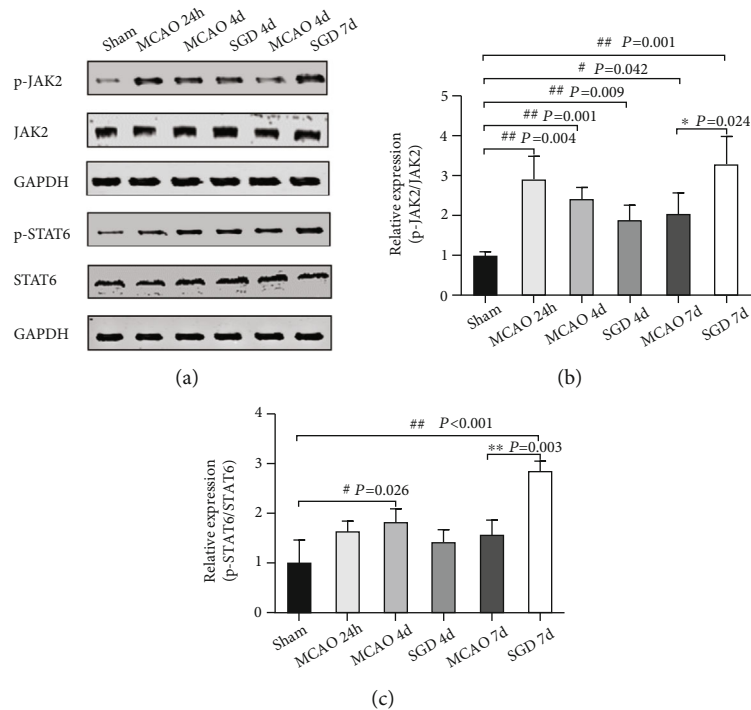 Sham MCAO 24h MCAO 4d SGD 4d MCAO 4d SGD 7d
p-JAK2
JAK2
GAPDH
p-STAT6
STAT6
GAPDH
(a)
## P=0.001
# P=0.042
## P=0.009
## P=0.001
## P=0.004
* P=0.024
Relative expression
(p-JAK2/JAK2)
5
4
3
2
1
0
Sham MCAO 24h MCAO 4d SGD 4d MCAO 7d SGD 7d
(b)
## P<0.001
** P=0.003
# P=0.026
Relative expression
(p-STAT6/STAT6)
4
3
2
1
0
Sham MCAO 24h MCAO 4d SGD 4d MCAO 7d SGD 7d
(c)